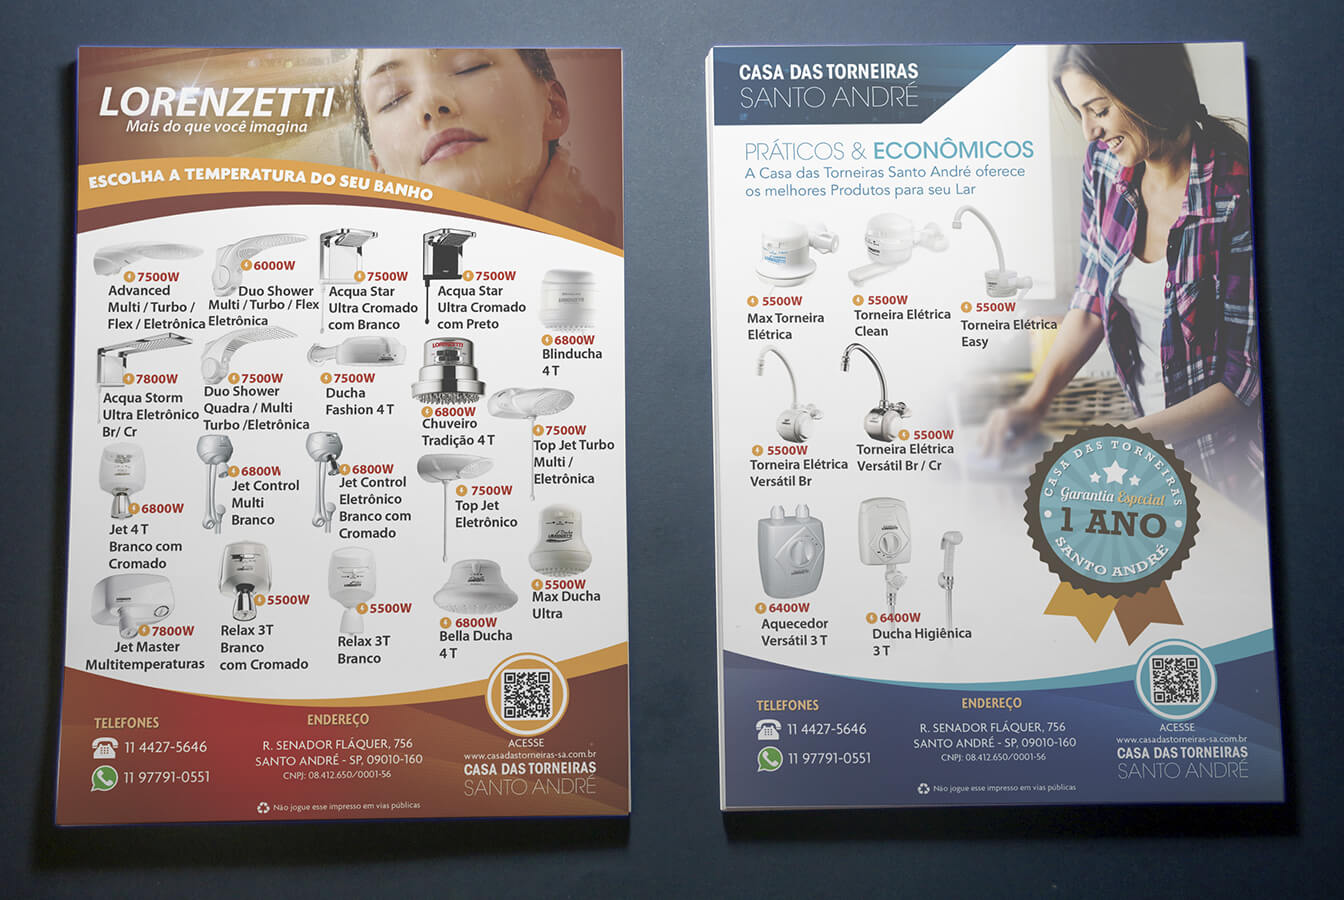 LORENZETTI
Mais do que você imagina
ESCOLHA A TEMPERATURA DO SEU BANHO
7500W
Advanced
Multi / Turbo /
Flex / Eletrônica
6000W
Duo Shower
Multi / Turbo / Flex
Eletrônica
7500W
Acqua Star
Ultra Cromado
com Branco
7500W
Acqua Star
Ultra Cromado
com Preto
6800W
Blinducha
4 T
7800W
Acqua Storm
Ultra Eletrônico
Br/ Cr
7500W
Duo Shower
Quadra / Multi
Turbo /Eletrônica
7500W
Ducha
Fashion 4 T
LORENZETTI
6800W
Chuveiro
Tradição 4 T
7500W
Top Jet Turbo
Multi /
Eletrônica
6800W
Jet 4 T
Branco com
Cromado
6800W
Jet Control
Multi
Branco
6800W
Jet Control
Eletrônico
Branco com
Cromado
7500W
Top Jet
Eletrônico
5500W
Max Ducha
Ultra
7800W
Jet Master
Multitemperaturas
5500W
Relax 3T
Branco
com Cromado
5500W
Relax 3T
Branco
6800W
Bella Ducha
4 T
TELEFONES
11 4427-5646
11 97791-0551
ENDEREÇO
R. SENADOR FLÁQUER, 756
SANTO ANDRÉ - SP, 09010-160
CNPJ: 08.412.650/0001-56
ACESSE
www.casadastorneiras-sa.com.br
CASA DAS TORNEIRAS
SANTO ANDRÉ
Não jogue esse impresso em vias públicas
CASA DAS TORNEIRAS
SANTO ANDRÉ
PRÁTICOS & ECONÔMICOS
A Casa das Torneiras Santo André oferece
os melhores Produtos para seu Lar
5500W
Max Torneira
Elétrica
5500W
Torneira Elétrica
Clean
5500W
Torneira Elétrica
Easy
5500W
Torneira Elétrica
Versátil Br
5500W
Torneira Elétrica
Versátil Br / Cr
CASA DAS TORNEIRAS
Garantia Especial
1 ANO
SANTO ANDRÉ
6400W
Aquecedor
Versátil 3 T
6400W
Ducha Higiênica
3 T
TELEFONES
11 4427-5646
11 97791-0551
ENDEREÇO
R. SENADOR FLÁQUER, 756
SANTO ANDRÉ - SP, 09010-160
CNPJ: 08.412.650/0001-56
ACESSE
www.casadastorneiras-sa.com.br
CASA DAS TORNEIRAS
SANTO ANDRÉ
Não jogue esse impresso em vias públicas